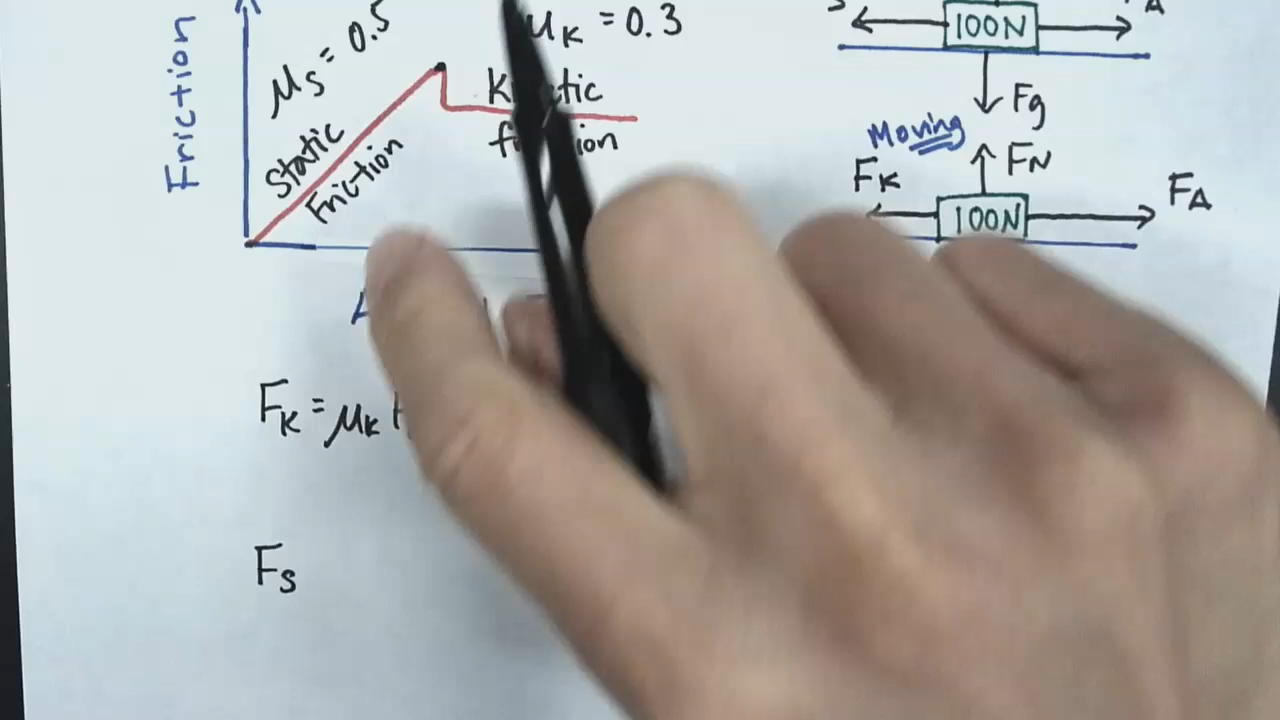 Friction
μs = 0.5
μK = 0.3
Static
Friction
Kinetic
friction
100N
A
Fg
Moving
FN
FK
100N
FA
FK = μK
Fs